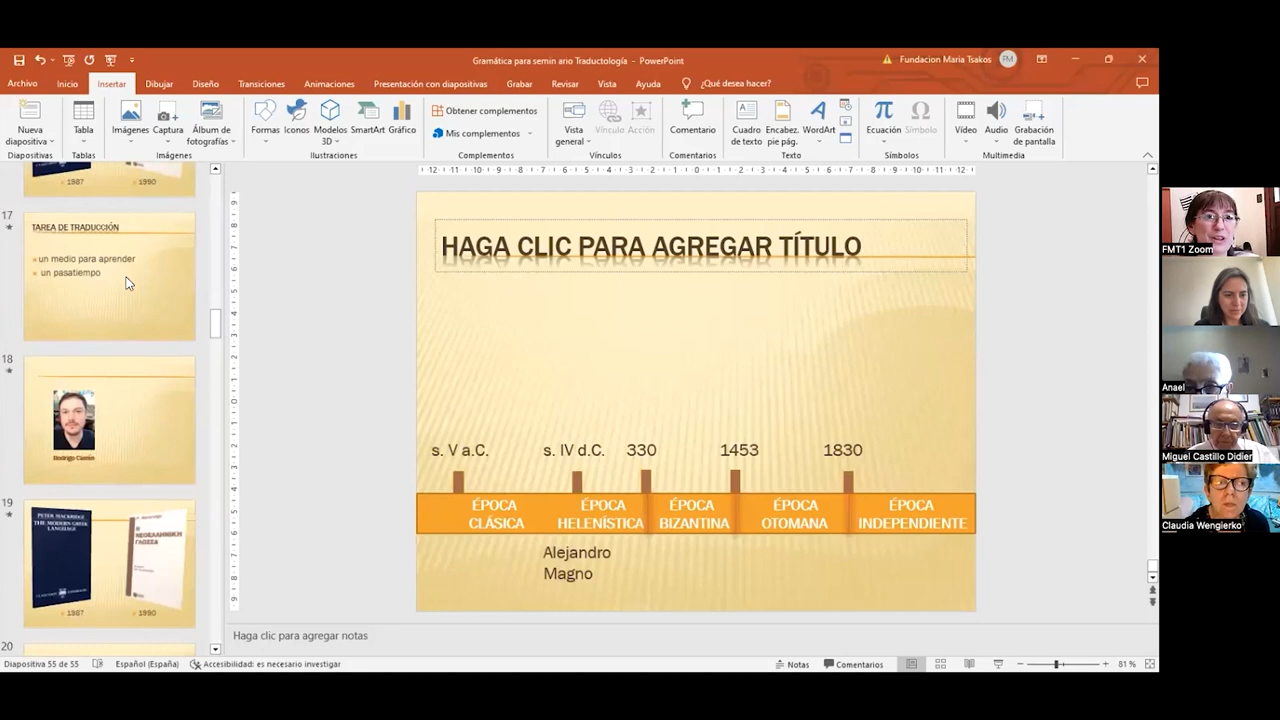 Gramática para semin ario Traductología - PowerPoint
Fundacion Maria Tsakos
FM
Archivo
Inicio
Insertar
Dibujar
Diseño
Transiciones
Animaciones
Presentación con diapositivas
Grabar
Revisar
Vista
Ayuda
¿Qué desea hacer?
Nueva
diapositiva
Diapositivas
Tabla
Tablas
Imágenes
Captura
Álbum de
fotografías
Imágenes
Formas
Iconos
Modelos
3D
SmartArt
Gráfico
Ilustraciones
Obtener complementos
Mis complementos
Complementos
Vista
general
Vínculo
Acción
Vínculos
Comentario
Comentarios
Cuadro
de texto
Encabez.
pie pág.
WordArt
Texto
Ecuación
Símbolo
Símbolos
Video
Audio
Grabación
de pantalla
Multimedia
1987
1990
17
TAREA DE TRADUCCIÓN
un medio para aprender
un pasatiempo
18
19
PETER MACKRIDGE
THE MODERN GREEK
LANGUAGE
Η
ΝΕΟΕΛΛΗΝΙΚΗ
ΓΛΩΣΣΑ
1987
1990
20
HAGA CLIC PARA AGREGAR TÍTULO
s. V a.C.
s. IV d.C.
330
1453
1830
ÉPOCA
CLÁSICA
ÉPOCA
HELENÍSTICA
ÉPOCA
BIZANTINA
ÉPOCA
OTOMANA
ÉPOCA
INDEPENDIENTE
Alejandro
Magno
Haga clic para agregar notas
Diapositiva 55 de 55
Español (España)
Accesibilidad: es necesario investigar
Notas
Comentarios
81 %
FMT1 Zoom
Anael
Miguel Castillo Didier
Claudia Wengierko